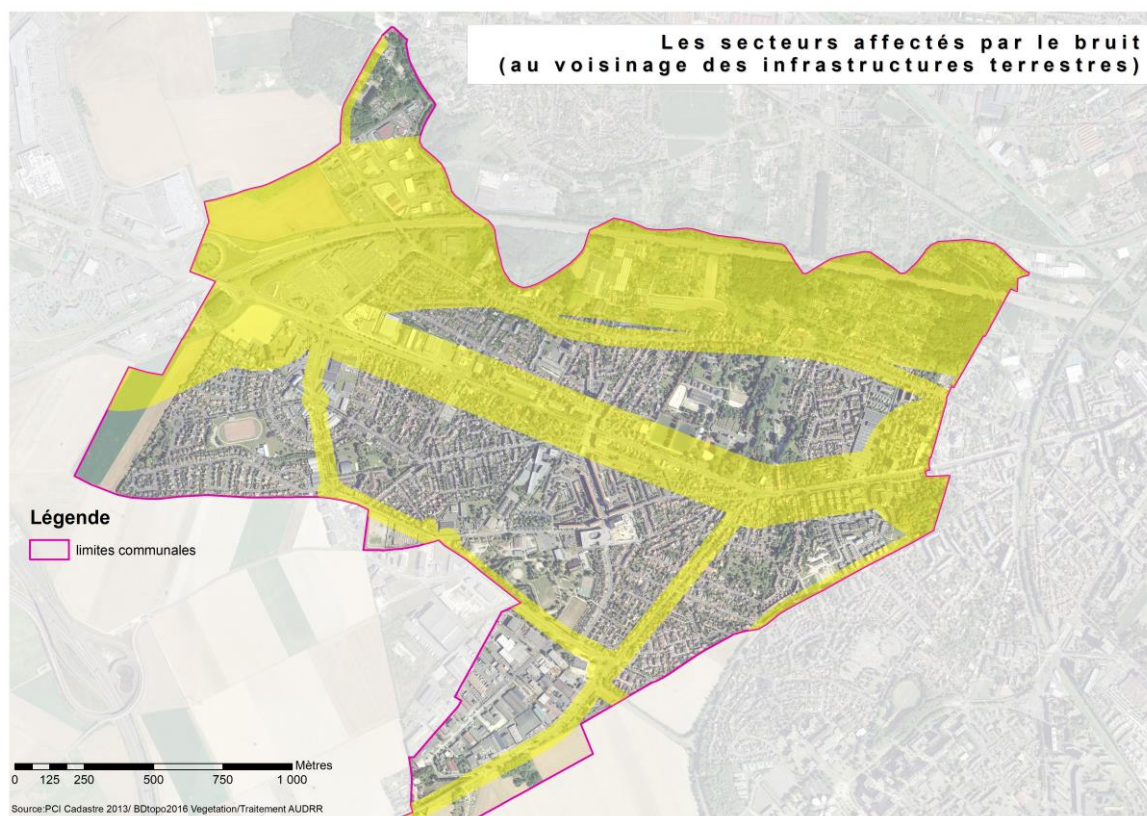 Les secteurs affectés par le bruit
(au voisinage des infrastructures terrestres)
Légende
limites communales
Mètres
0 125 250 500 750 1 000
Source:PCI Cadastre 2013/ BDtopo2016 Vegetation/Traitement AUDRR